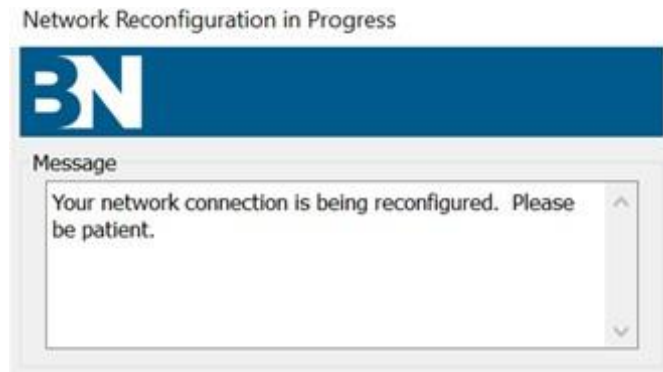 Network Reconfiguration in Progress
BN
Message
Your network connection is being reconfigured.  Please
be patient.